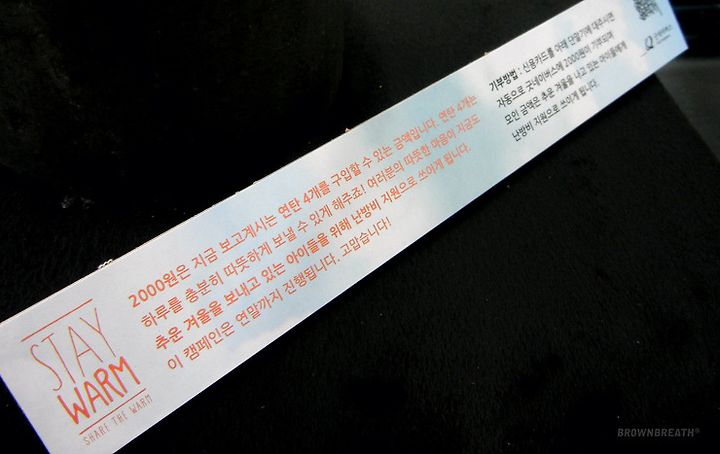 STAY
WARM
SHARE THE WARM
2000원은 지금 보고계시는 연탄 4개를 구입할 수 있는 금액입니다. 연탄 4개는
하루를 충분히 따뜻하게 보낼 수 있게 해주죠! 여러분의 따뜻한 마음이 지금도
추운 겨울을 보내고 있는 아이들을 위해 난방비 지원으로 쓰이게 됩니다.
이 캠페인은 연말까지 진행됩니다. 고맙습니다!
기부방법 : 신용카드를 아래 단말기에 대주시면
자동으로 굿네이버스에 2000원이 기부되며
모인 금액은 추운 겨울을 나고 있는 아이들에게
난방비 지원으로 쓰이게 됩니다.
BROWNBREATH®